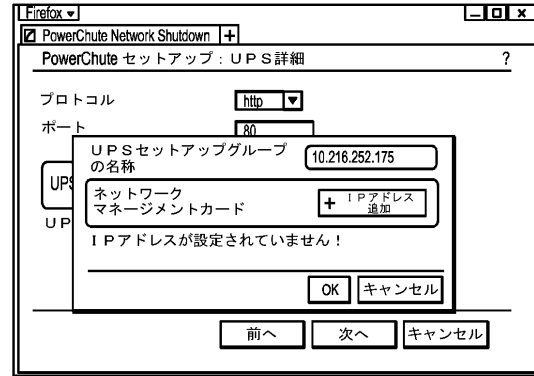 Firefox
PowerChute Network Shutdown +
PowerChute セットアップ：ＵＰＳ詳細 ?
プロトコル http
ポート 80
ＵＰＳセットアップグループ
の名称
10.216.252.175
UPS
ネットワーク
マネージメントカード
+ ＩＰアドレス
追加
ＵＰ
ＩＰアドレスが設定されていません！
OK キャンセル
前へ 次へ キャンセル